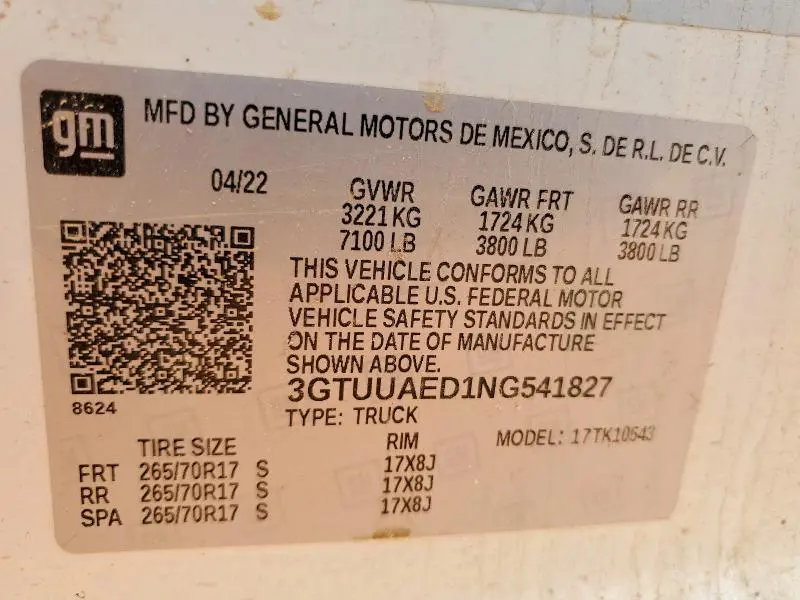 gm
MFD BY GENERAL MOTORS DE MEXICO, S. DE R.L. DE C.V.
04/22 GVWR GAWR FRT GAWR RR
3221 KG 1724 KG 1724 KG
7100 LB 3800 LB 3800 LB
THIS VEHICLE CONFORMS TO ALL
APPLICABLE U.S. FEDERAL MOTOR
VEHICLE SAFETY STANDARDS IN EFFECT
ON THE DATE OF MANUFACTURE
SHOWN ABOVE.
3GTUUAED1NG541827
8624
TYPE: TRUCK
TIRE SIZE RIM MODEL: 17TK10643
FRT 265/70R17 S 17X8J
RR 265/70R17 S 17X8J
SPA 265/70R17 S 17X8J